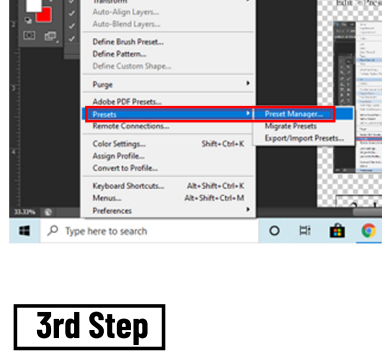 Transform
Auto-Align Layers...
Auto-Blend Layers...
Define Brush Preset...
Define Pattern...
Define Custom Shape...
Purge
Adobe PDF Presets...
Presets
Preset Manager...
Remote Connections...
Migrate Presets
Export/Import Presets...
Color Settings... Shift+Ctrl+K
Assign Profile...
Convert to Profile...
Keyboard Shortcuts... Alt+Shift+Ctrl+K
Menus... Alt+Shift+Ctrl+M
Preferences
33.33%
Type here to search
3rd Step